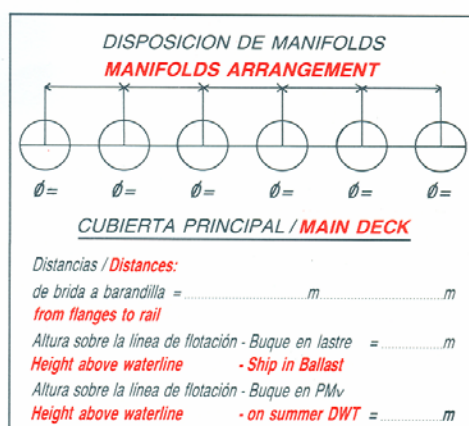 DISPOSICION DE MANIFOLDS
MANIFOLDS ARRANGEMENT
Ø= Ø= Ø= Ø= Ø= Ø=
CUBIERTA PRINCIPAL / MAIN DECK
Distancias / Distances:
de brida a barandilla = ........................ m ........................ m
from flanges to rail
Altura sobre la línea de flotación - Buque en lastre = ............ m
Height above waterline - Ship in Ballast
Altura sobre la línea de flotación - Buque en PMv
Height above waterline - on summer DWT = ............ m